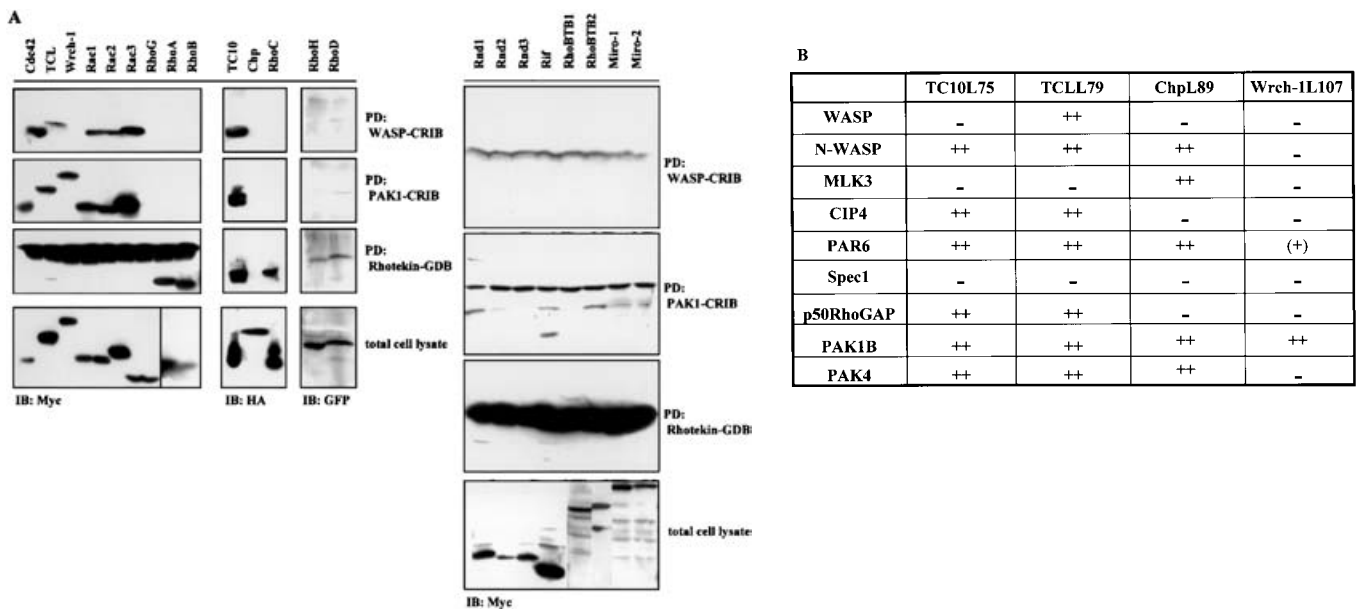 A
Cdc42 TCL Wrch-1 Rac1 Rac2 Rac3 RhoG RhoA RhoB
TC10 Chp RhoC
RhoH RhoD
PD:
WASP-CRIB
PD:
PAK1-CRIB
PD:
Rhotekin-GDB
total cell lysate
IB: Myc
IB: HA
IB: GFP
Rnd1 Rnd2 Rnd3 Rif RhoBTB1 RhoBTB2 Miro-1 Miro-2
PD:
WASP-CRIB
PD:
PAK1-CRIB
PD:
Rhotekin-GDB
total cell lysate
IB: Myc
B
TC10L75 TCLL79 ChpL89 Wrch-1L107
WASP - ++ - -
N-WASP ++ ++ ++ -
MLK3 - - ++ -
CIP4 ++ ++ - -
PAR6 ++ ++ ++ (+)
Spec1 - - - -
p50RhoGAP ++ ++ - -
PAK1B ++ ++ ++ ++
PAK4 ++ ++ ++ -